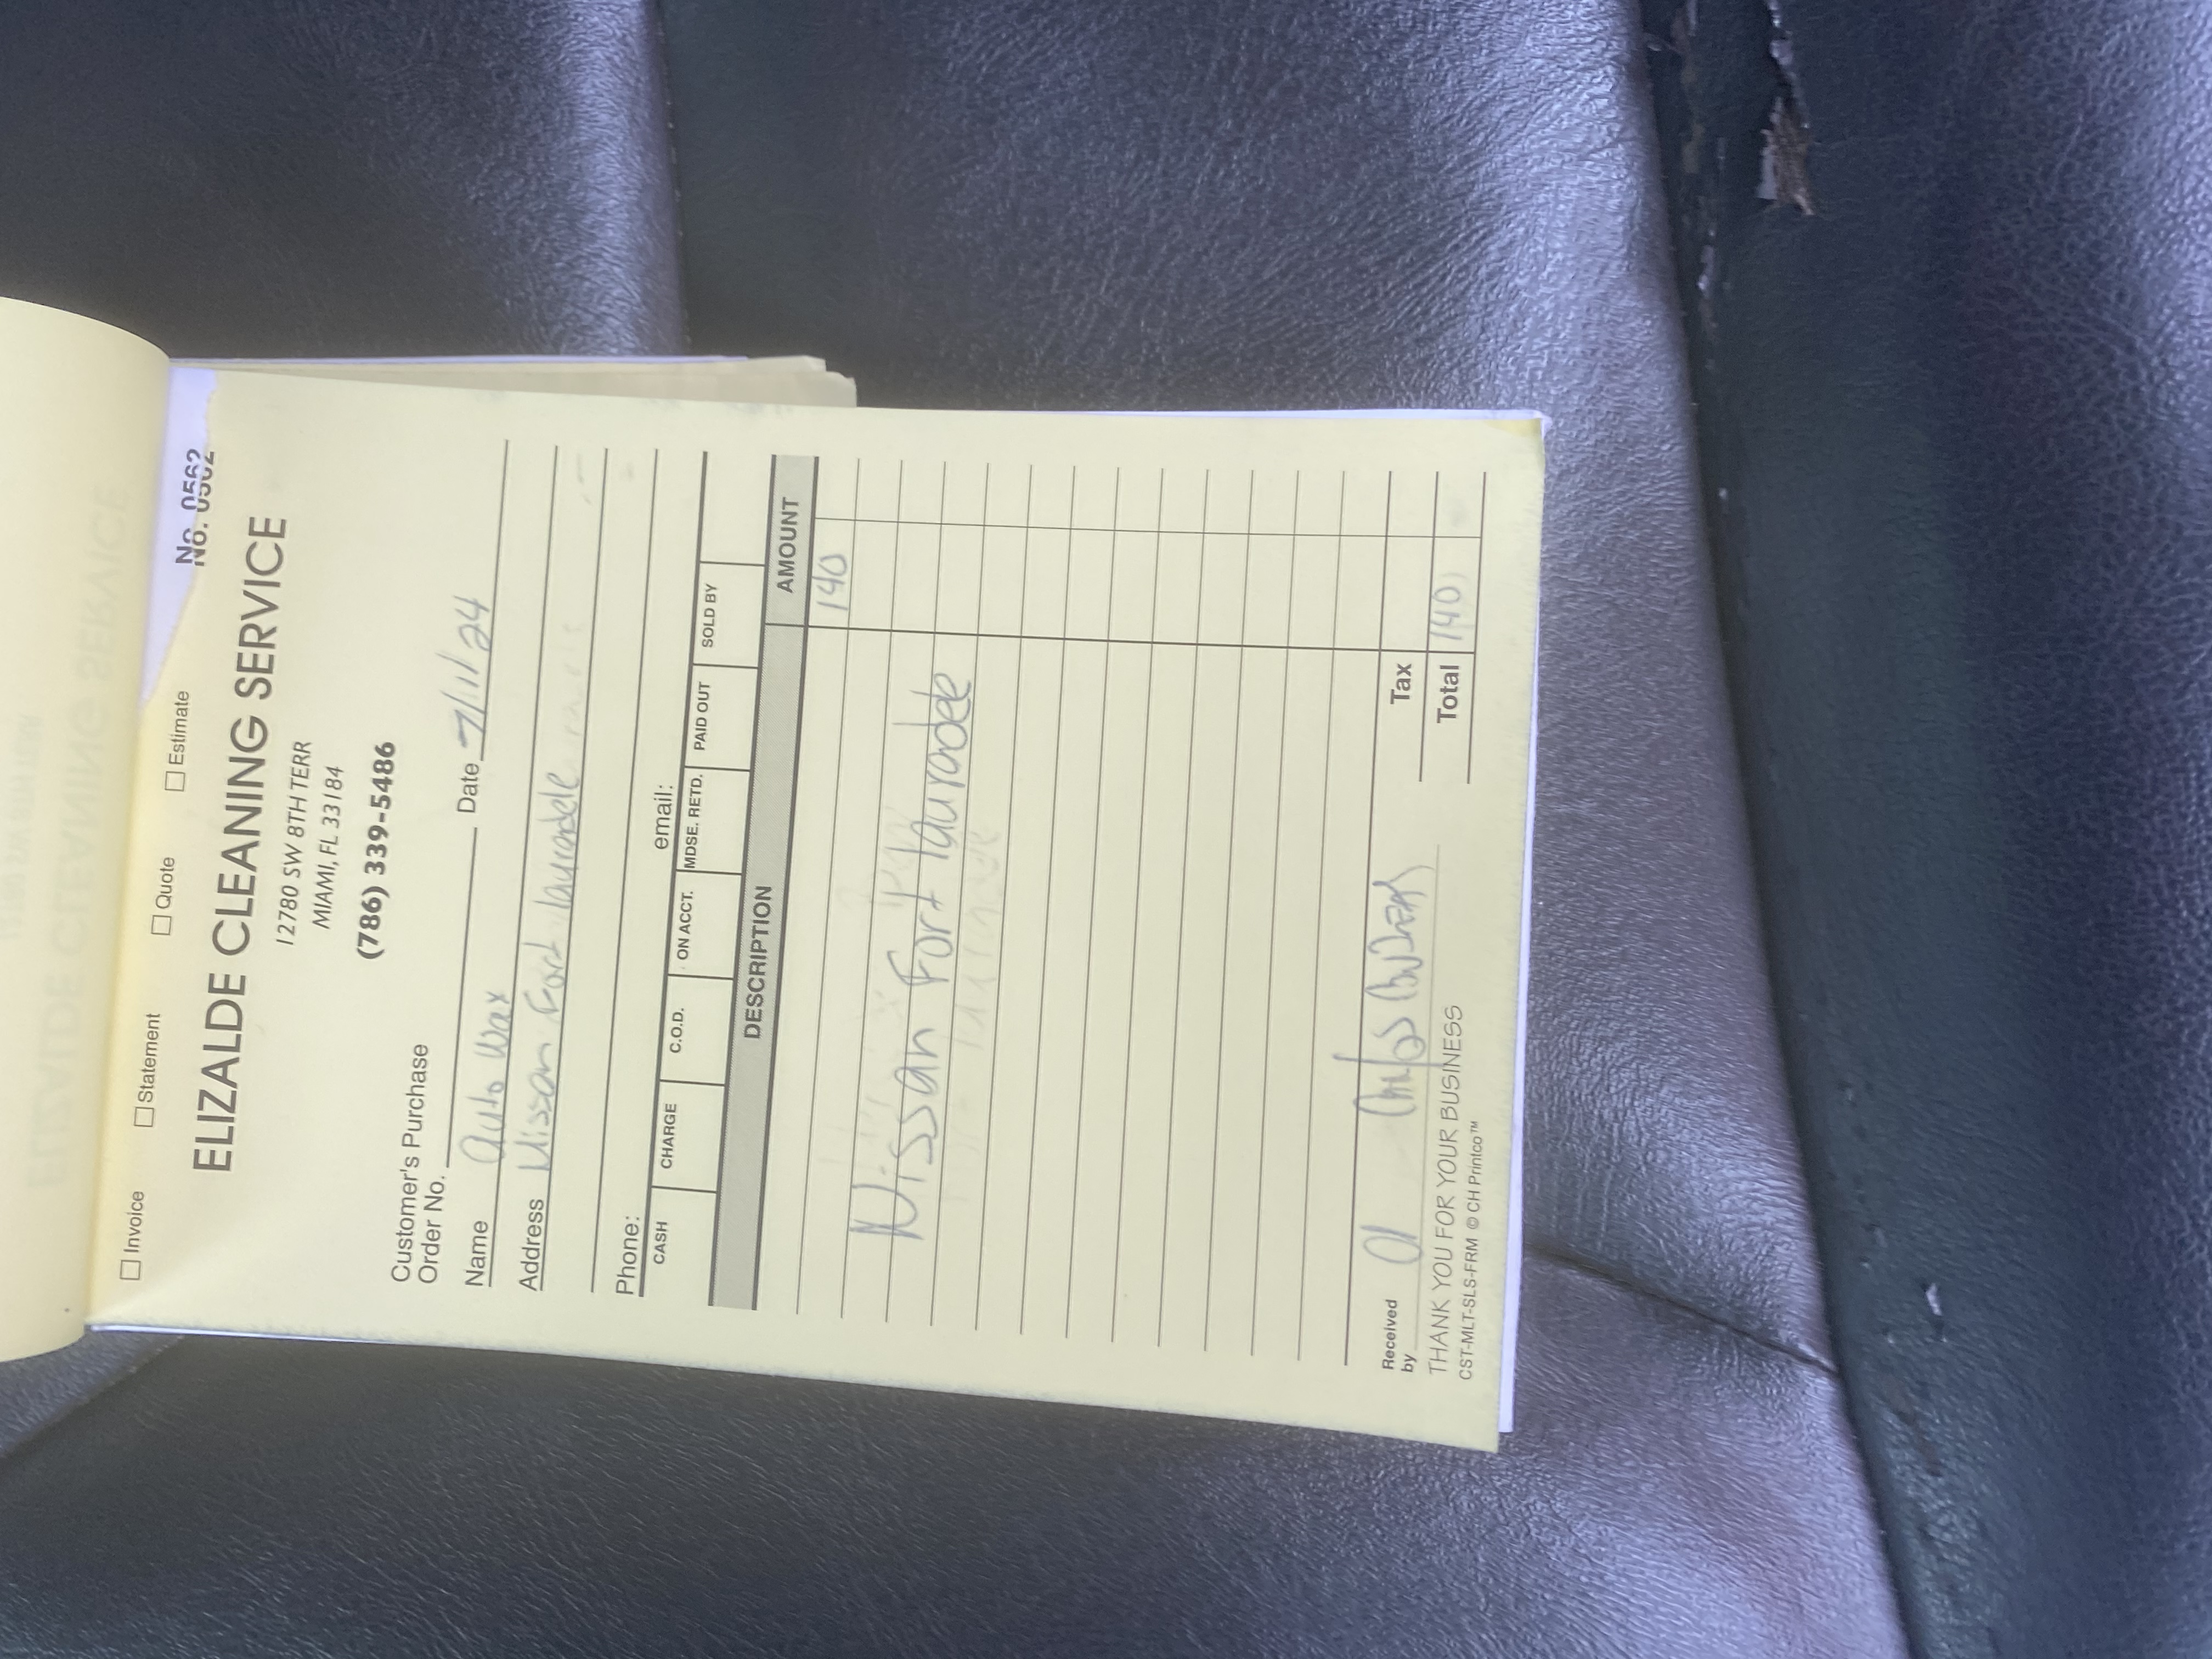 No. 0562
No. 0562
☐ Invoice ☐ Statement ☐ Quote ☐ Estimate
ELIZALDE CLEANING SERVICE
12780 SW 8TH TERR
MIAMI, FL 33184
(786) 339-5486
Customer's Purchase
Order No. Date 7/11/24
Name Auto Wax
Address Nissan Fort lauradele
Phone: email:
CASH CHARGE C.O.D. ON ACCT. MDSE. RETD. PAID OUT SOLD BY
DESCRIPTION AMOUNT
140
Nissan Fort lauradele
Tax
Received
by
Total 140
THANK YOU FOR YOUR BUSINESS
CST-MLT-SLS-FRM © CH Printco™